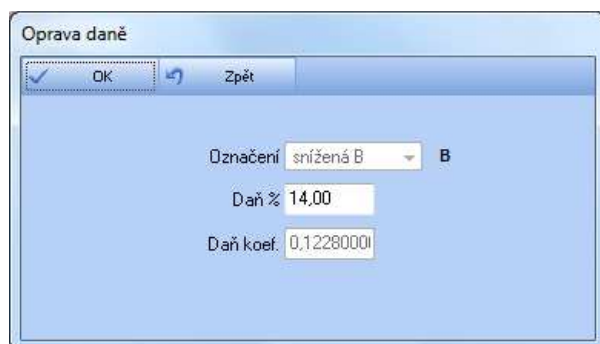 Oprava daně
OK Zpět
Označení snížená B B
Daň % 14,00
Daň koef. 0,1228000